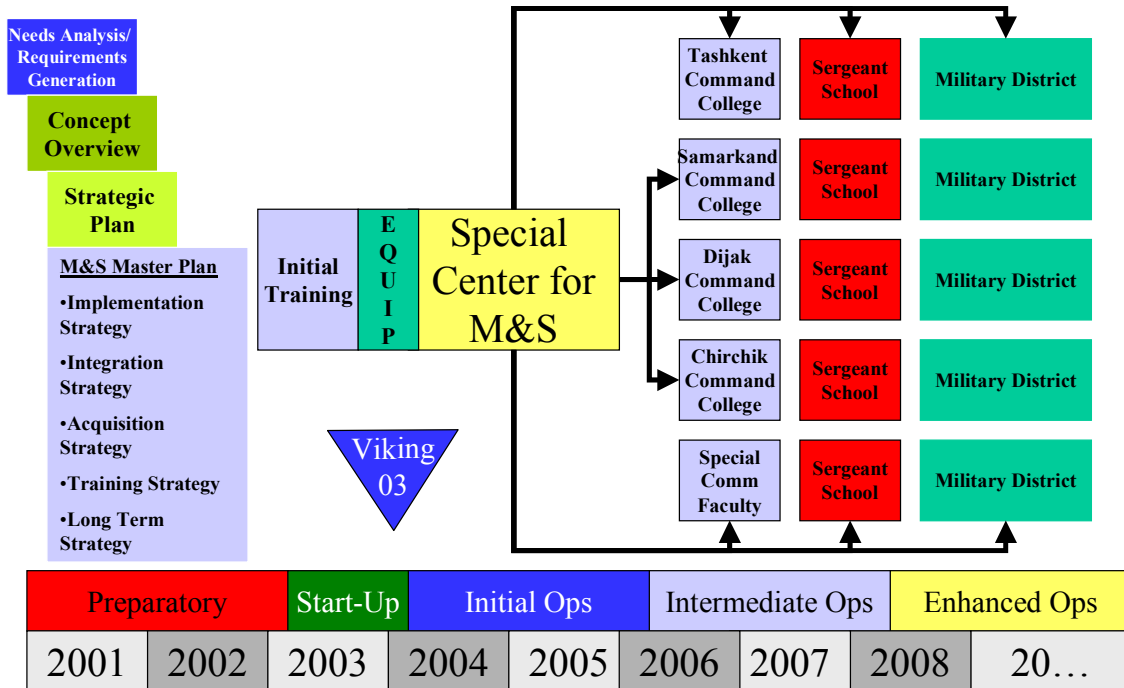 Needs Analysis/
Requirements
Generation
Concept
Overview
Strategic
Plan
M&S Master Plan
•Implementation
Strategy
•Integration
Strategy
•Acquisition
Strategy
•Training Strategy
•Long Term
Strategy
Initial
Training
E
Q
U
I
P
Special
Center for
M&S
Viking
03
Tashkent
Command
College
Sergeant
School
Military District
Samarkand
Command
College
Sergeant
School
Military District
Dijak
Command
College
Sergeant
School
Military District
Chirchik
Command
College
Sergeant
School
Military District
Special
Comm
Faculty
Sergeant
School
Military District
Preparatory
Start-Up
Initial Ops
Intermediate Ops
Enhanced Ops
2001
2002
2003
2004
2005
2006
2007
2008
20…